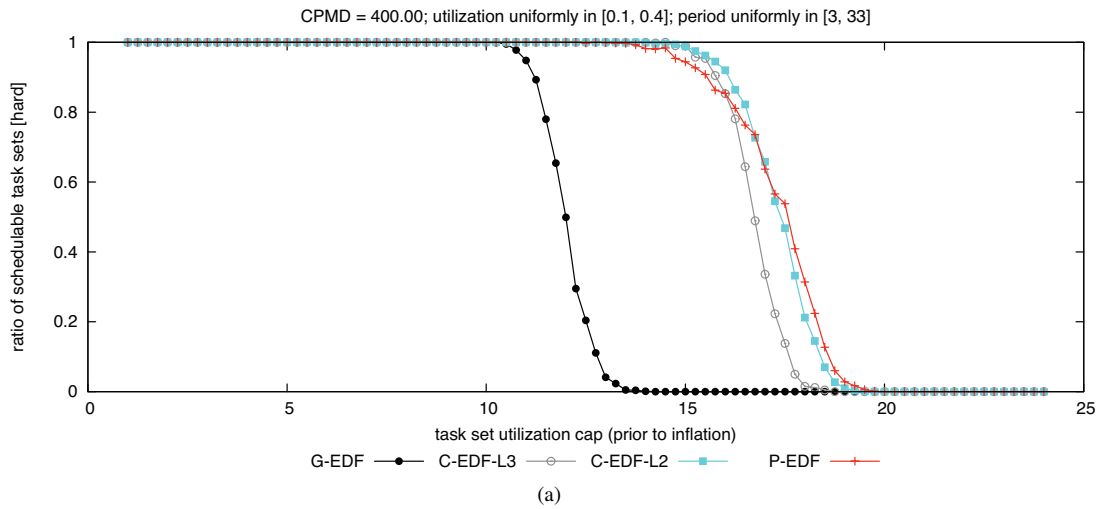 CPMD = 400.00; utilization uniformly in [0.1, 0.4]; period uniformly in [3, 33]
ratio of schedulable task sets [hard]
1
0.8
0.6
0.4
0.2
0
0 5 10 15 20 25
task set utilization cap (prior to inflation)
G-EDF C-EDF-L3 C-EDF-L2 P-EDF
(a)